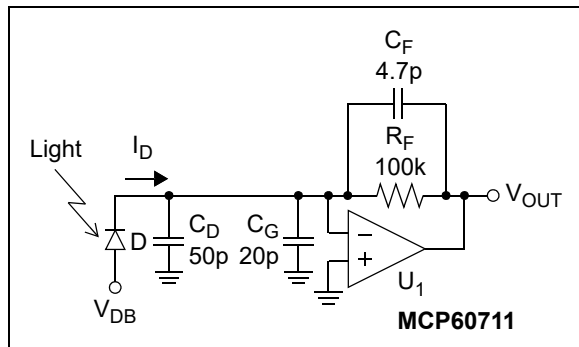 C_F
4.7p
R_F
100k
I_D
Light
V_OUT
D
C_D
50p
C_G
20p
−
+
U_1
V_DB
MCP60711